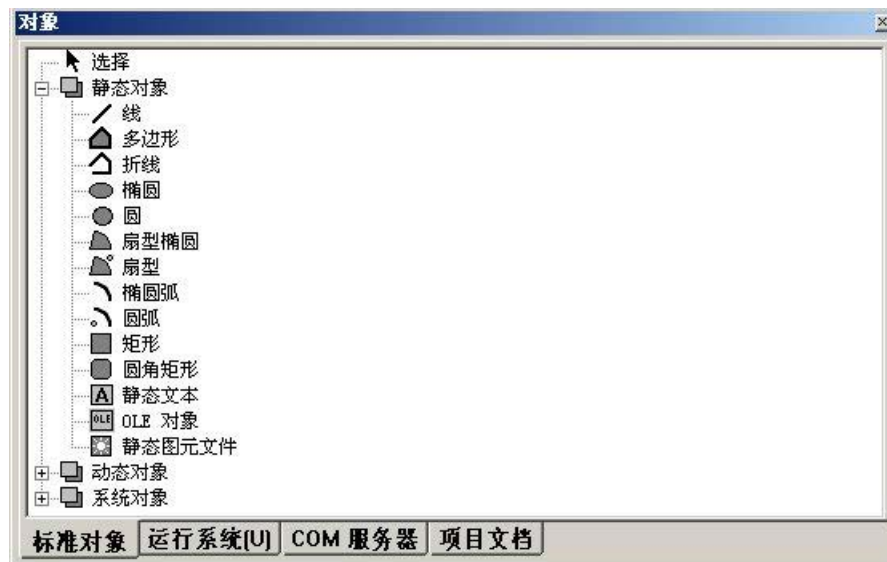 对象
选择
静态对象
线
多边形
折线
椭圆
圆
扇型椭圆
扇型
椭圆弧
圆弧
矩形
圆角矩形
A 静态文本
OLE OLE 对象
静态图元文件
动态对象
系统对象
标准对象 运行系统(U) COM 服务器 项目文档